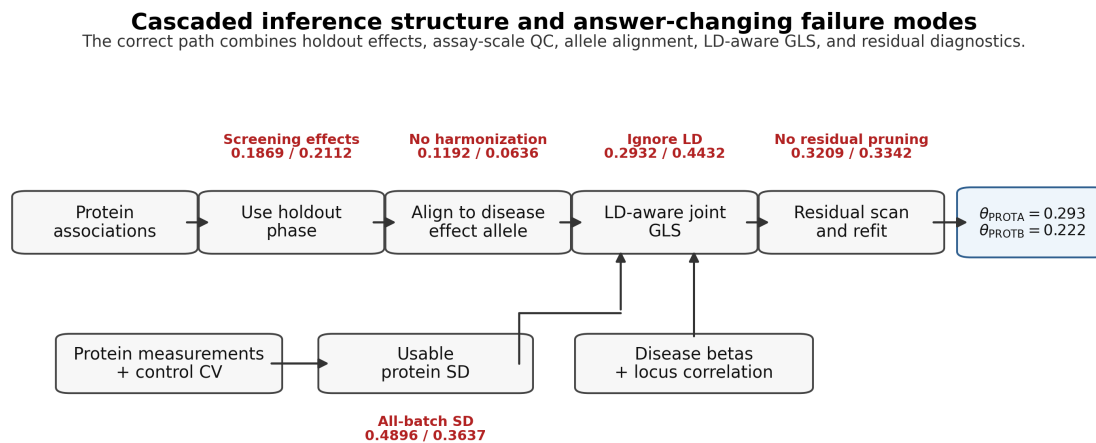 Cascaded inference structure and answer-changing failure modes
The correct path combines holdout effects, assay-scale QC, allele alignment, LD-aware GLS, and residual diagnostics.
Screening effects
0.1869 / 0.2112
No harmonization
0.1192 / 0.0636
Ignore LD
0.2932 / 0.4432
No residual pruning
0.3209 / 0.3342
Protein
associations
Use holdout
phase
Align to disease
effect allele
LD-aware joint
GLS
Residual scan
and refit
θPROTA = 0.293
θPROTB = 0.222
Protein measurements
+ control CV
Usable
protein SD
Disease betas
+ locus correlation
All-batch SD
0.4896 / 0.3637